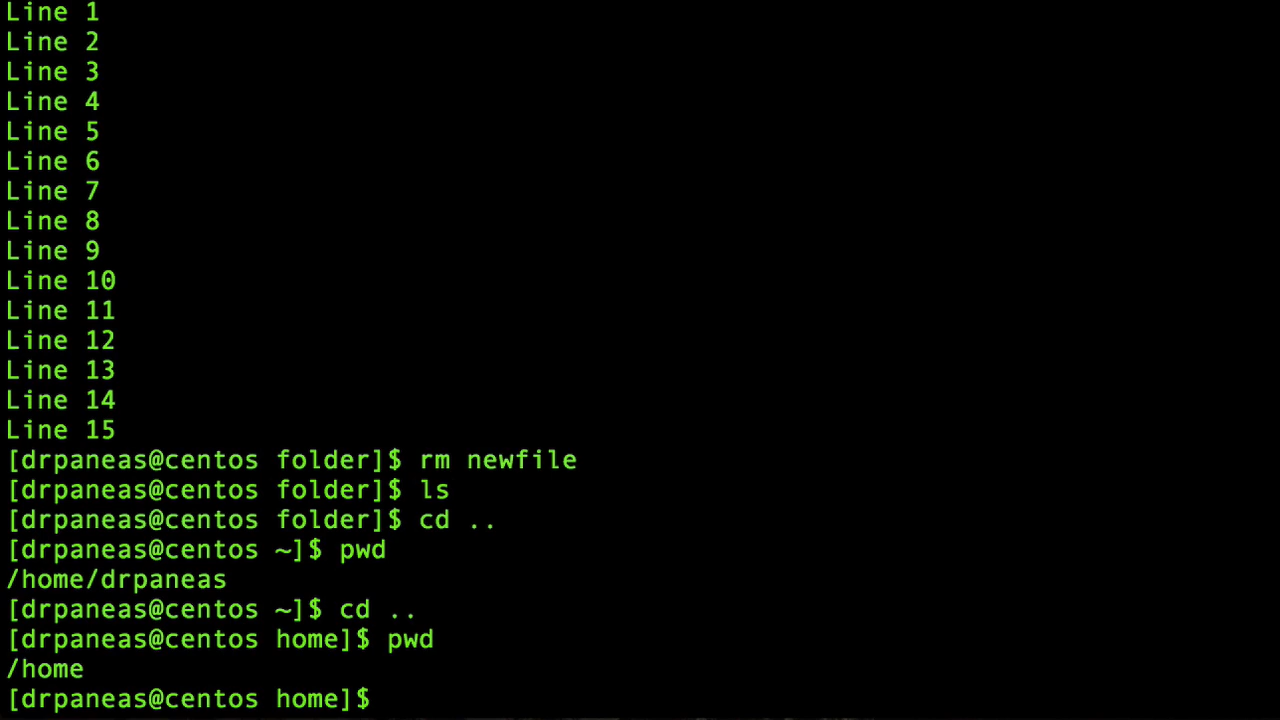 Line 1
Line 2
Line 3
Line 4
Line 5
Line 6
Line 7
Line 8
Line 9
Line 10
Line 11
Line 12
Line 13
Line 14
Line 15
[drpaneas@centos folder]$ rm newfile
[drpaneas@centos folder]$ ls
[drpaneas@centos folder]$ cd ..
[drpaneas@centos ~]$ pwd
/home/drpaneas
[drpaneas@centos ~]$ cd ..
[drpaneas@centos home]$ pwd
/home
[drpaneas@centos home]$